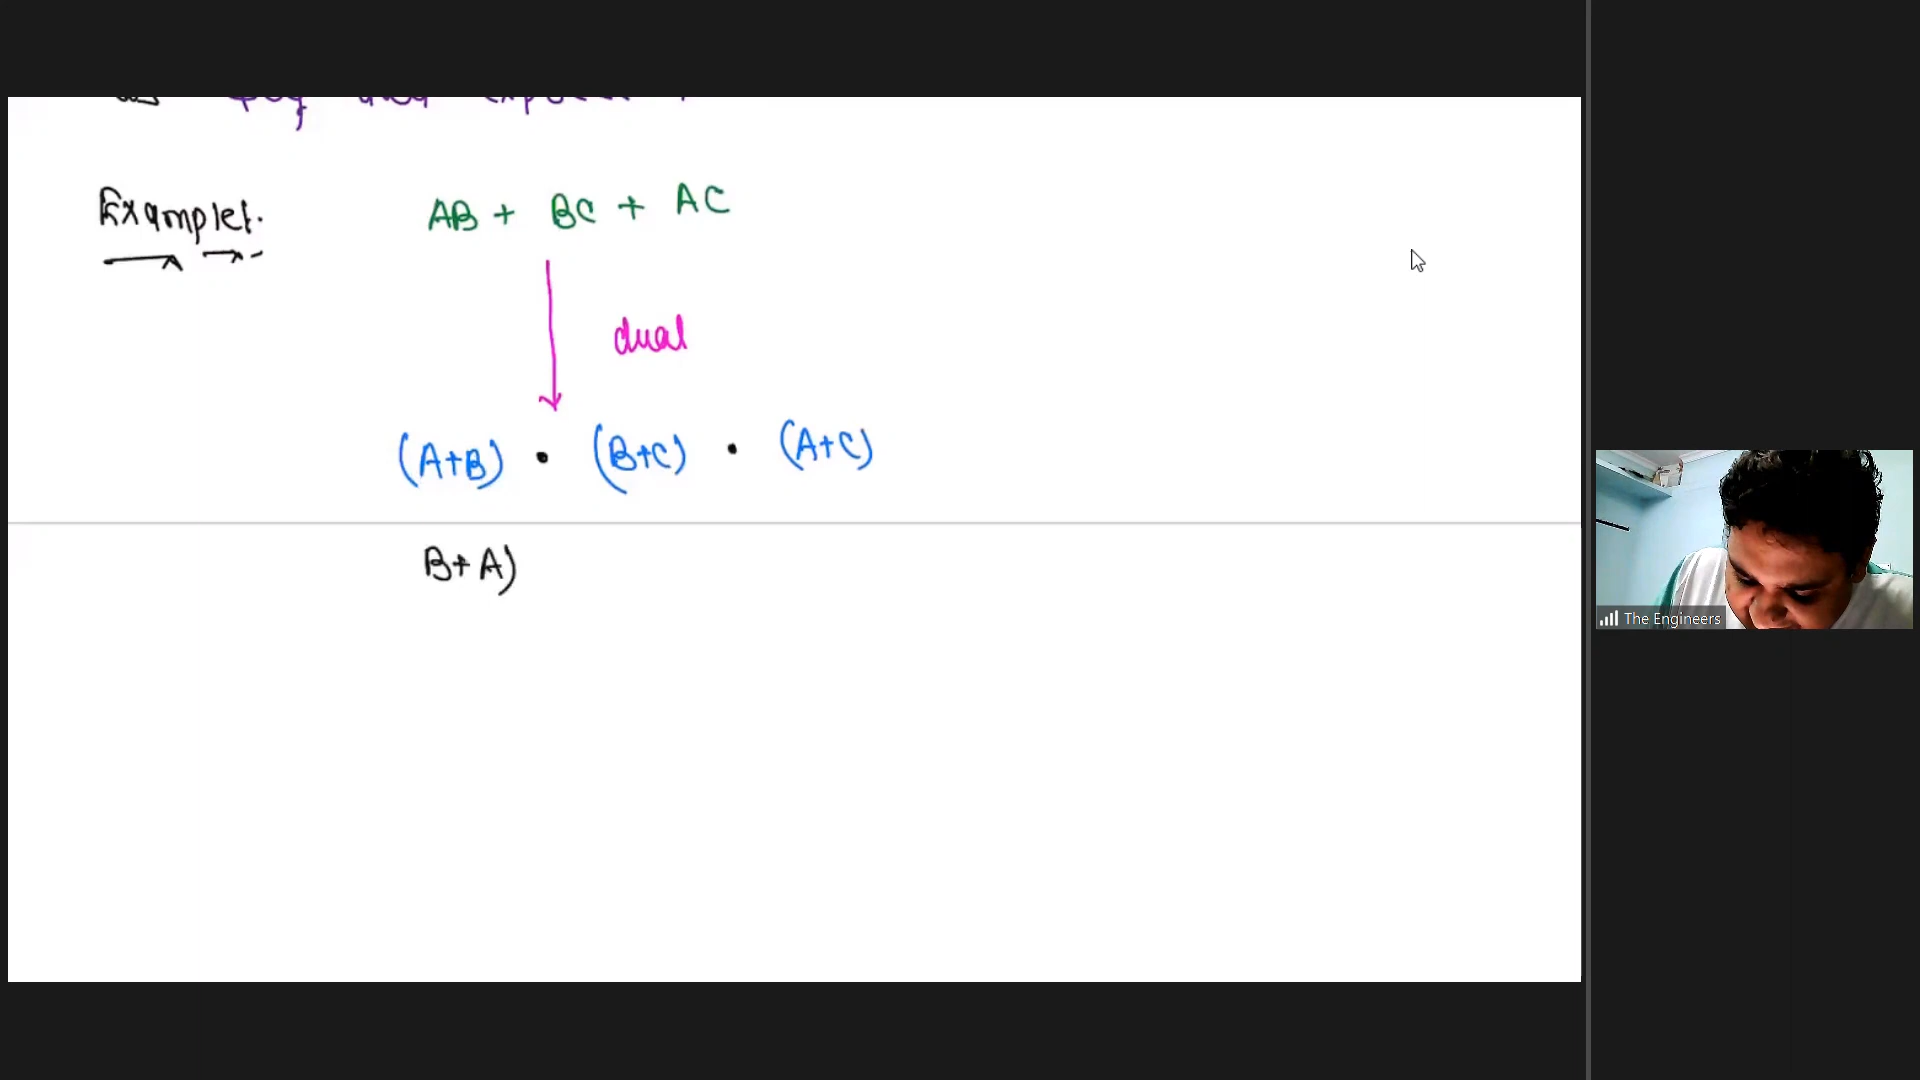 Example:
AB + BC + AC
dual
(A+B) • (B+C) • (A+C)
B+A)
The Engineers